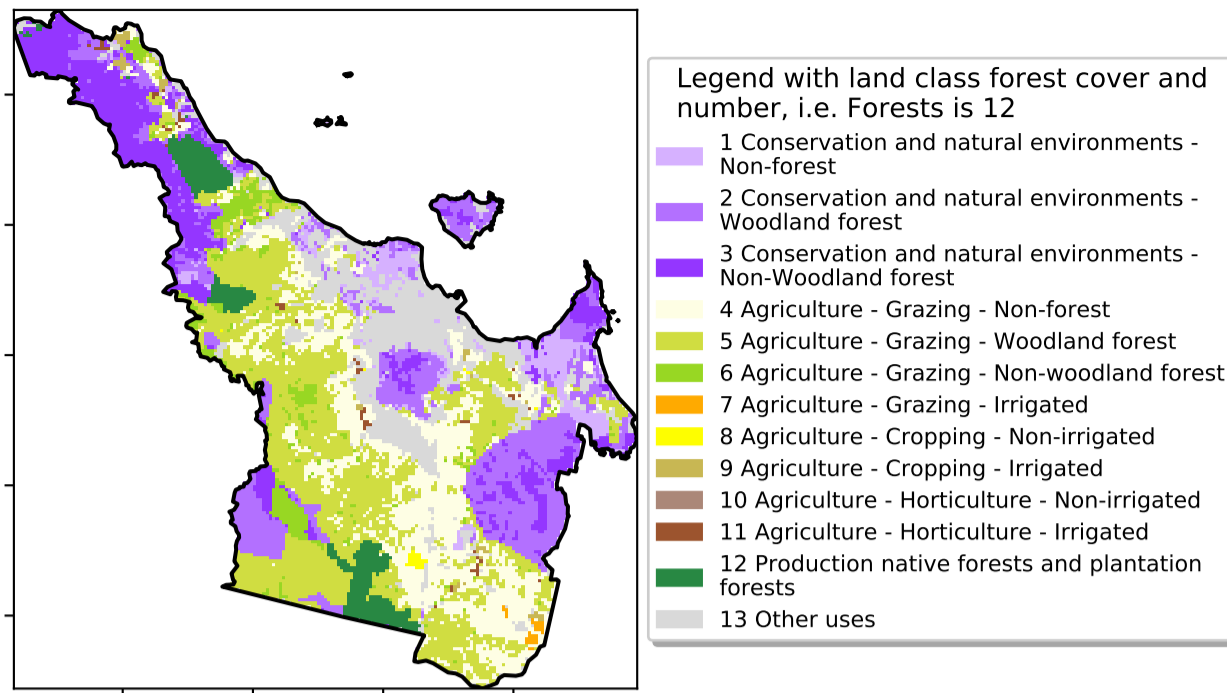 Legend with land class forest cover and
number, i.e. Forests is 12
1 Conservation and natural environments -
Non-forest
2 Conservation and natural environments -
Woodland forest
3 Conservation and natural environments -
Non-Woodland forest
4 Agriculture - Grazing - Non-forest
5 Agriculture - Grazing - Woodland forest
6 Agriculture - Grazing - Non-woodland forest
7 Agriculture - Grazing - Irrigated
8 Agriculture - Cropping - Non-irrigated
9 Agriculture - Cropping - Irrigated
10 Agriculture - Horticulture - Non-irrigated
11 Agriculture - Horticulture - Irrigated
12 Production native forests and plantation
forests
13 Other uses